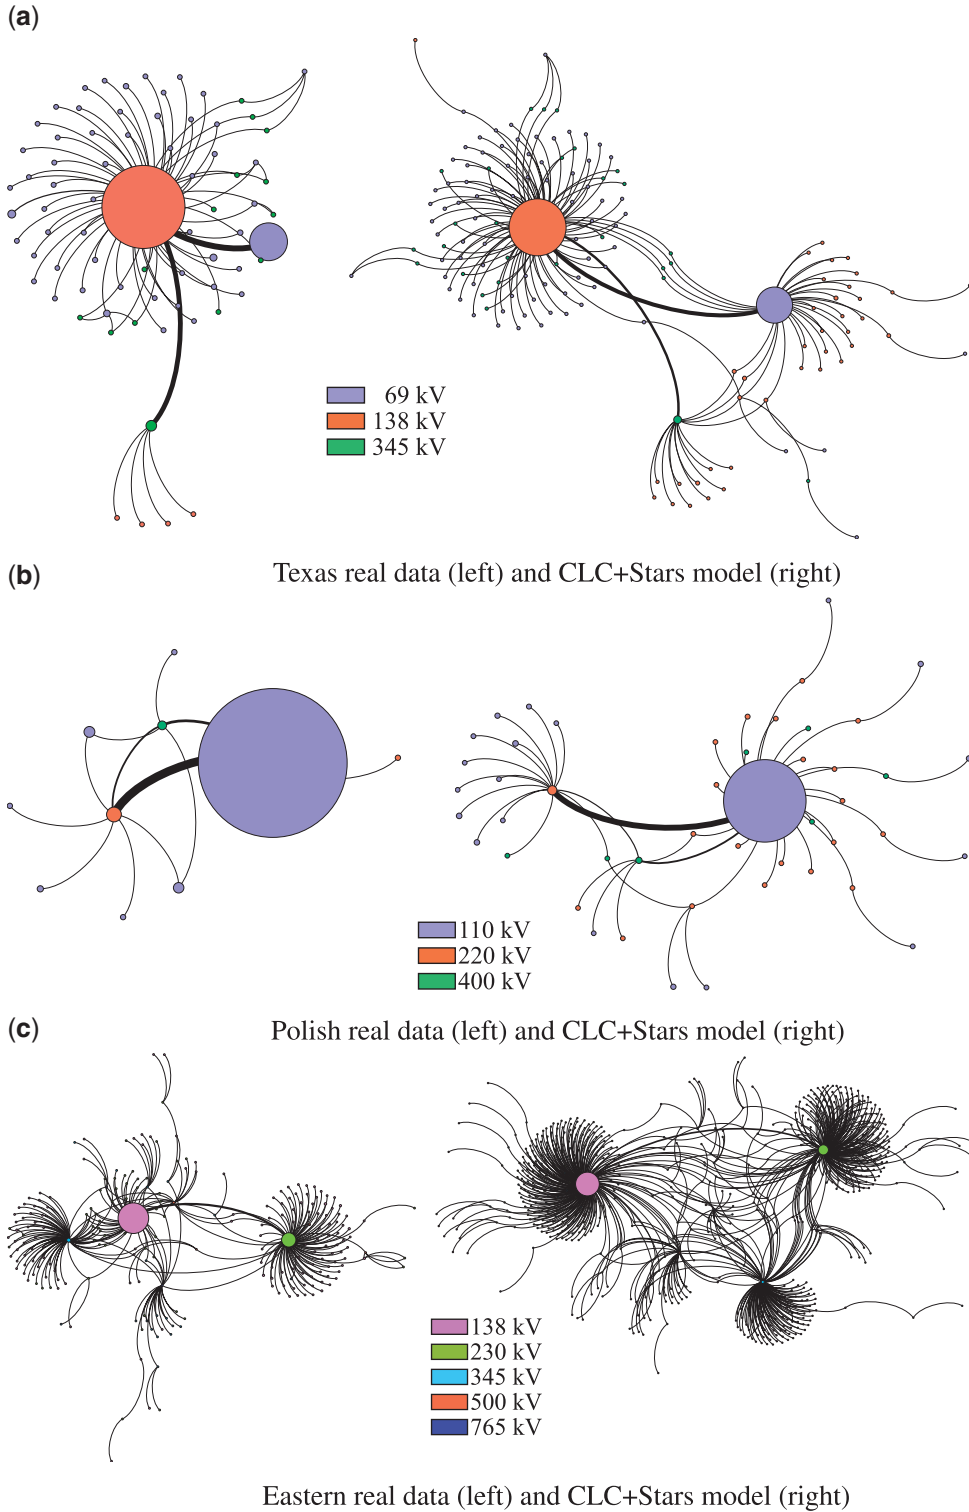 (a)
69 kV
138 kV
345 kV
Texas real data (left) and CLC+Stars model (right)
(b)
110 kV
220 kV
400 kV
Polish real data (left) and CLC+Stars model (right)
(c)
138 kV
230 kV
345 kV
500 kV
765 kV
Eastern real data (left) and CLC+Stars model (right)